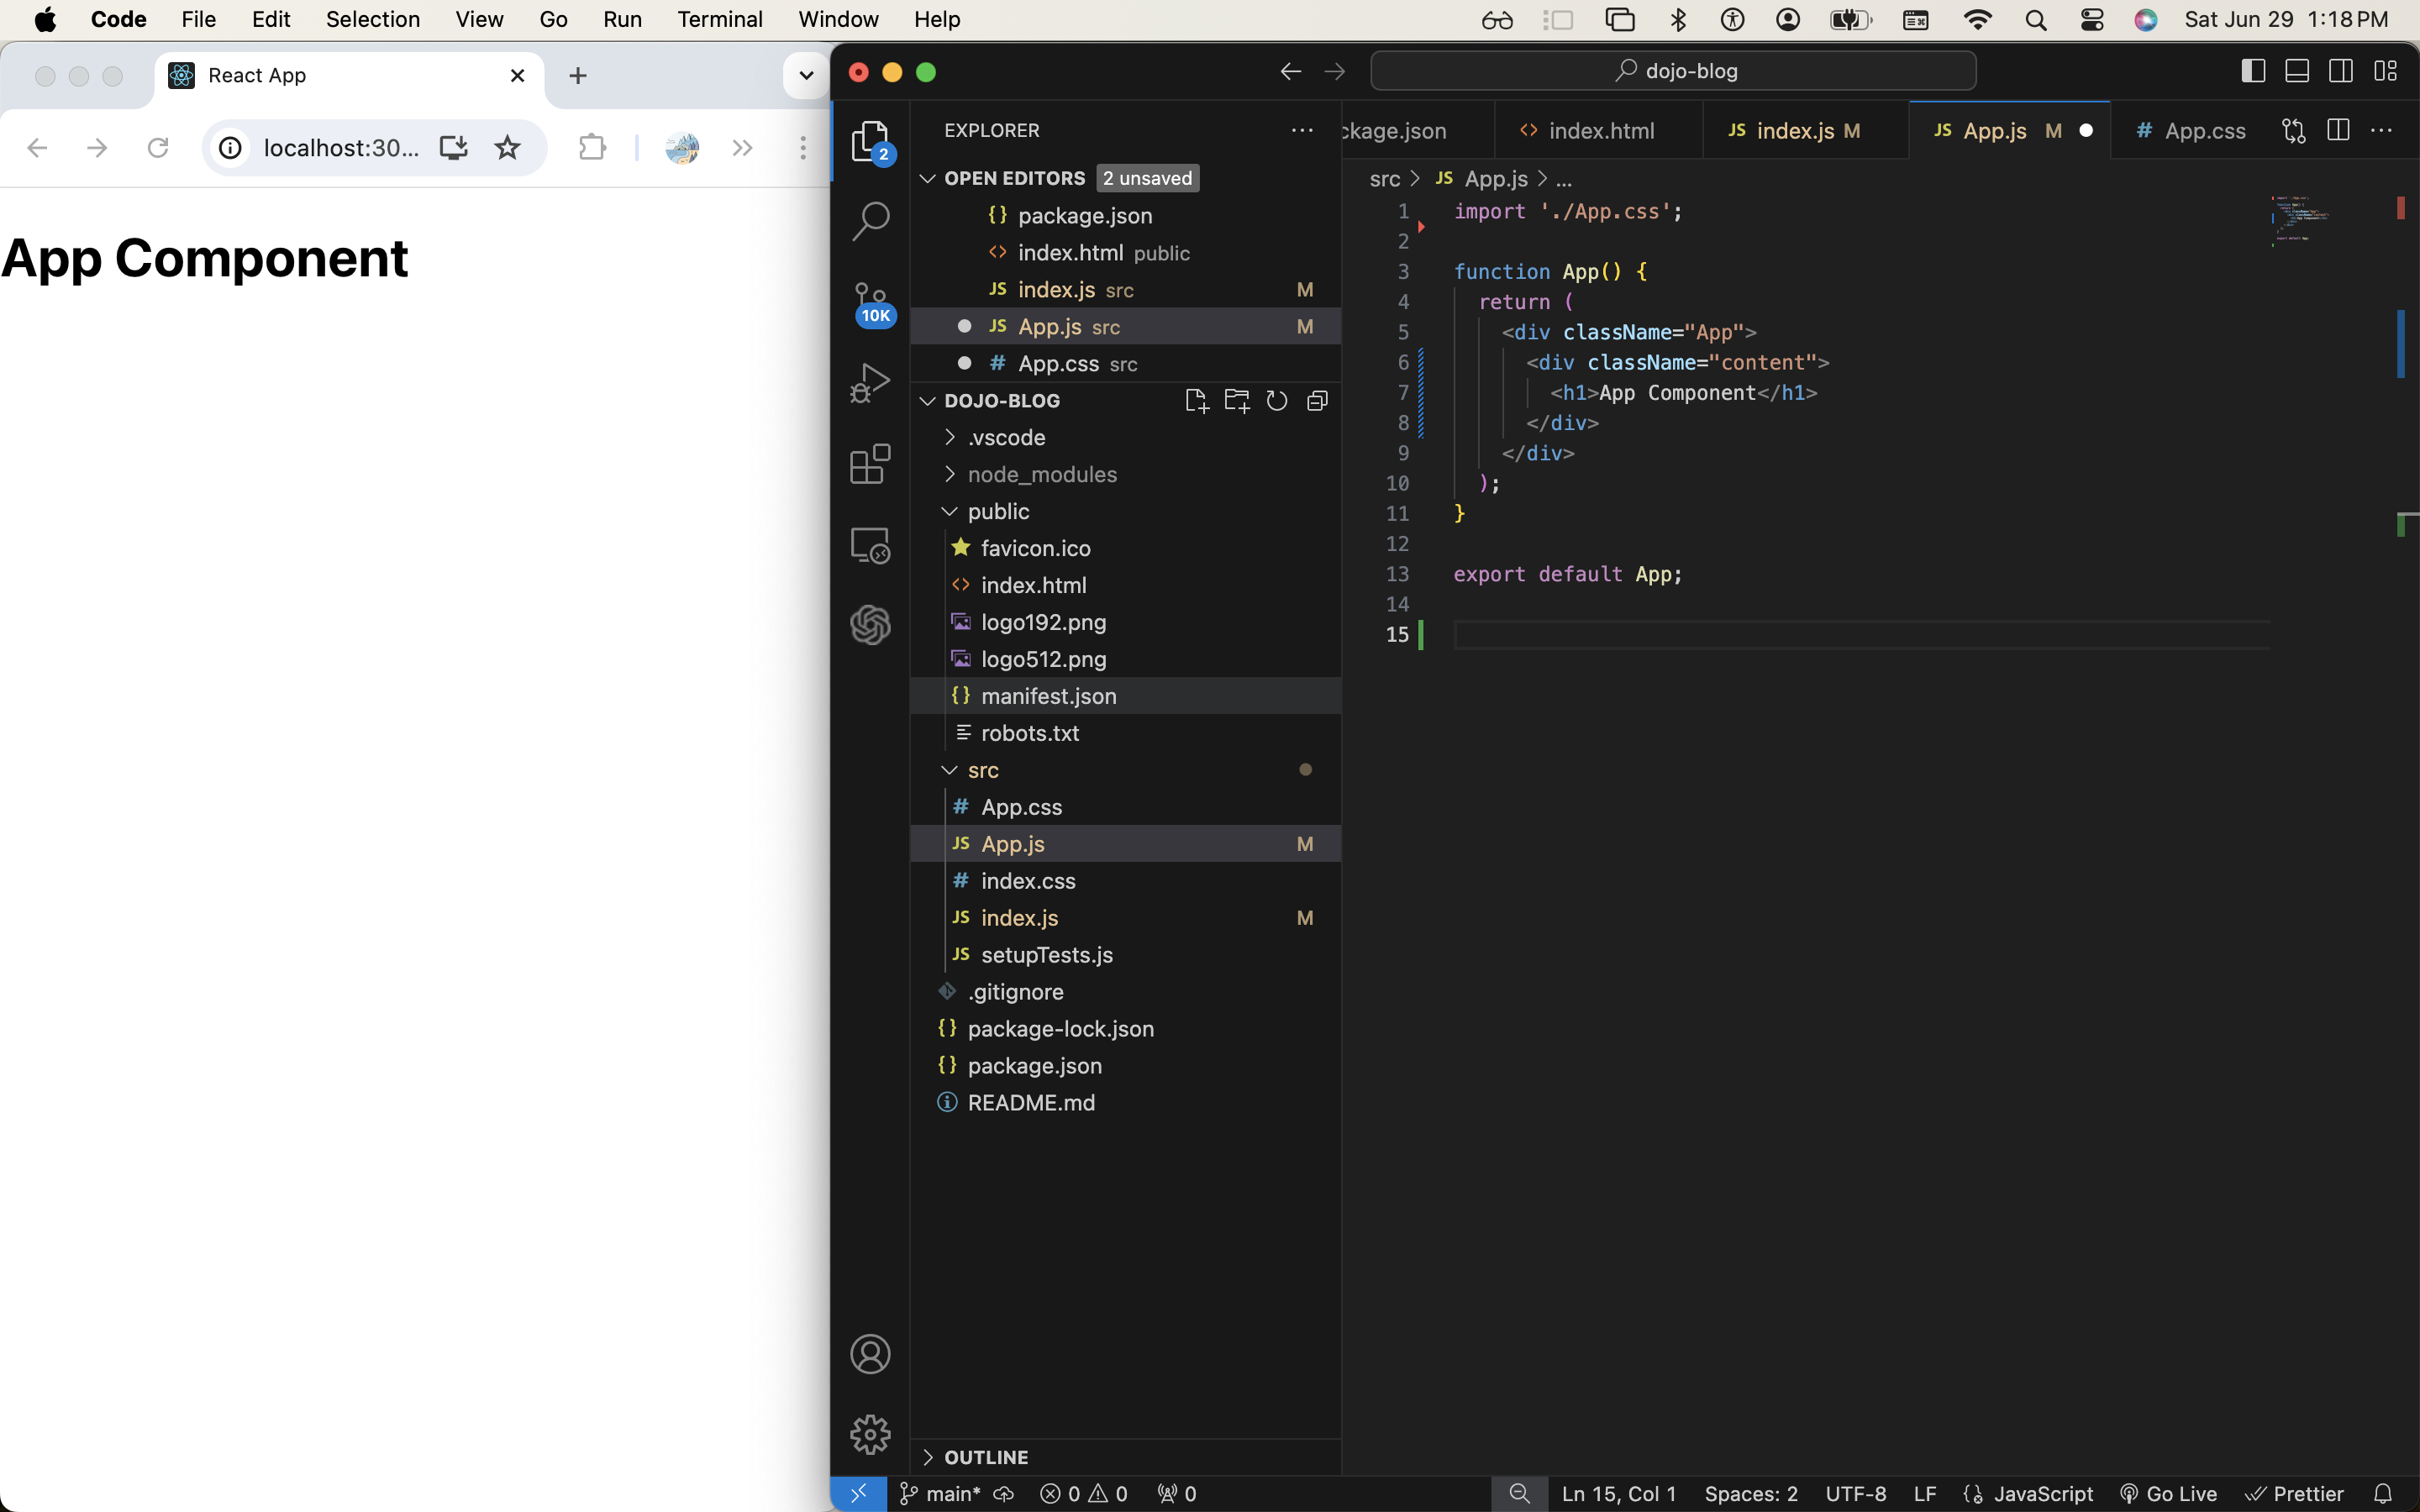 Code File Edit Selection View Go Run Terminal Window Help Sat Jun 29 1:18 PM
React App
localhost:30...
App Component
dojo-blog
EXPLORER
OPEN EDITORS 2 unsaved
package.json
index.html public
index.js src M
App.js src M
App.css src
DOJO-BLOG
.vscode
node_modules
public
favicon.ico
index.html
logo192.png
logo512.png
manifest.json
robots.txt
src
App.css
App.js M
index.css
index.js M
setupTests.js
.gitignore
package-lock.json
package.json
README.md
OUTLINE
2
10K
ckage.json index.html JS index.js M JS App.js M # App.css
src > JS App.js > ...
1 import './App.css';
2
3 function App() {
4 return (
5 <div className="App">
6 <div className="content">
7 <h1>App Component</h1>
8 </div>
9 </div>
10 );
11 }
12
13 export default App;
14
15
main* 0 0 0 Ln 15, Col 1 Spaces: 2 UTF-8 LF JavaScript Go Live Prettier